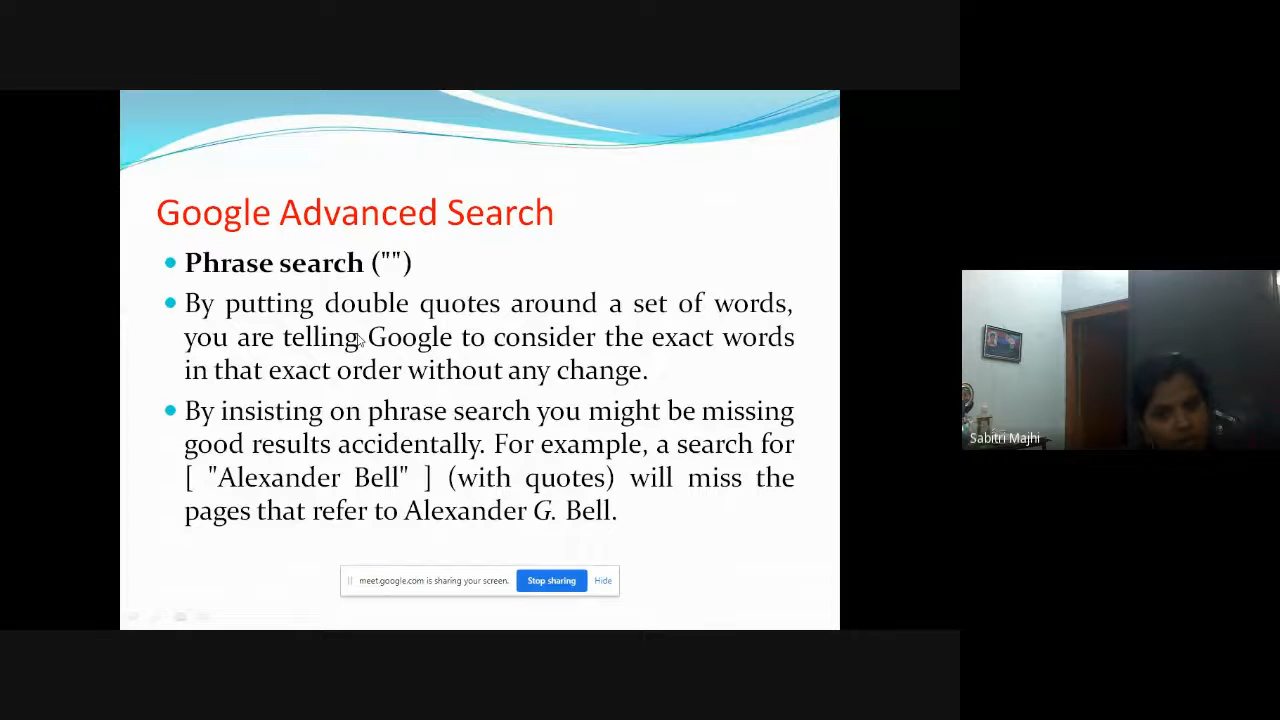 Google Advanced Search
Phrase search ("")
By putting double quotes around a set of words,
you are telling Google to consider the exact words
in that exact order without any change.
By insisting on phrase search you might be missing
good results accidentally. For example, a search for
[ "Alexander Bell" ] (with quotes) will miss the
pages that refer to Alexander G. Bell.
meet.google.com is sharing your screen. Stop sharing Hide
Sabitri Majhi